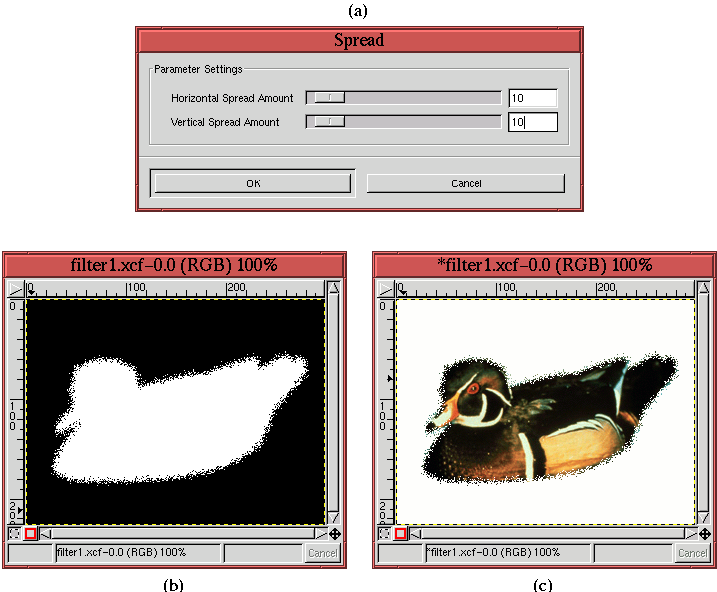 (a)
Spread
Parameter Settings
Horizontal Spread Amount 10
Vertical Spread Amount 10
OK Cancel
filter1.xcf-0.0 (RGB) 100%
0 100 200
0
100
20
filter1.xcf-0.0 (RGB) 100% Cancel
(b)
*filter1.xcf-0.0 (RGB) 100%
0 100 200
0
100
20
*filter1.xcf-0.0 (RGB) 100% Cancel
(c)